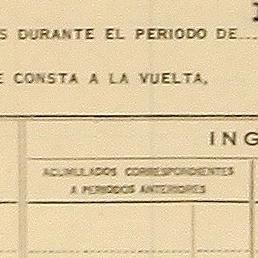 S DURANTE EL PERIODO DE...
E CONSTA A LA VUELTA,
ING
ACUMULADOS CORRESPONDIENTES
A PERIODOS ANTERIORES